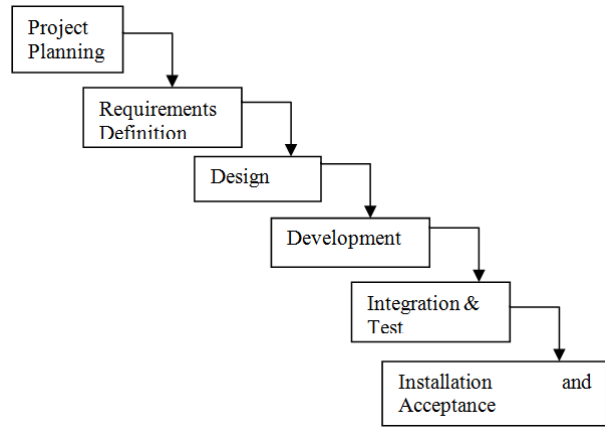 Project
Planning
Requirements
Definition
Design
Development
Integration &
Test
Installation and
Acceptance